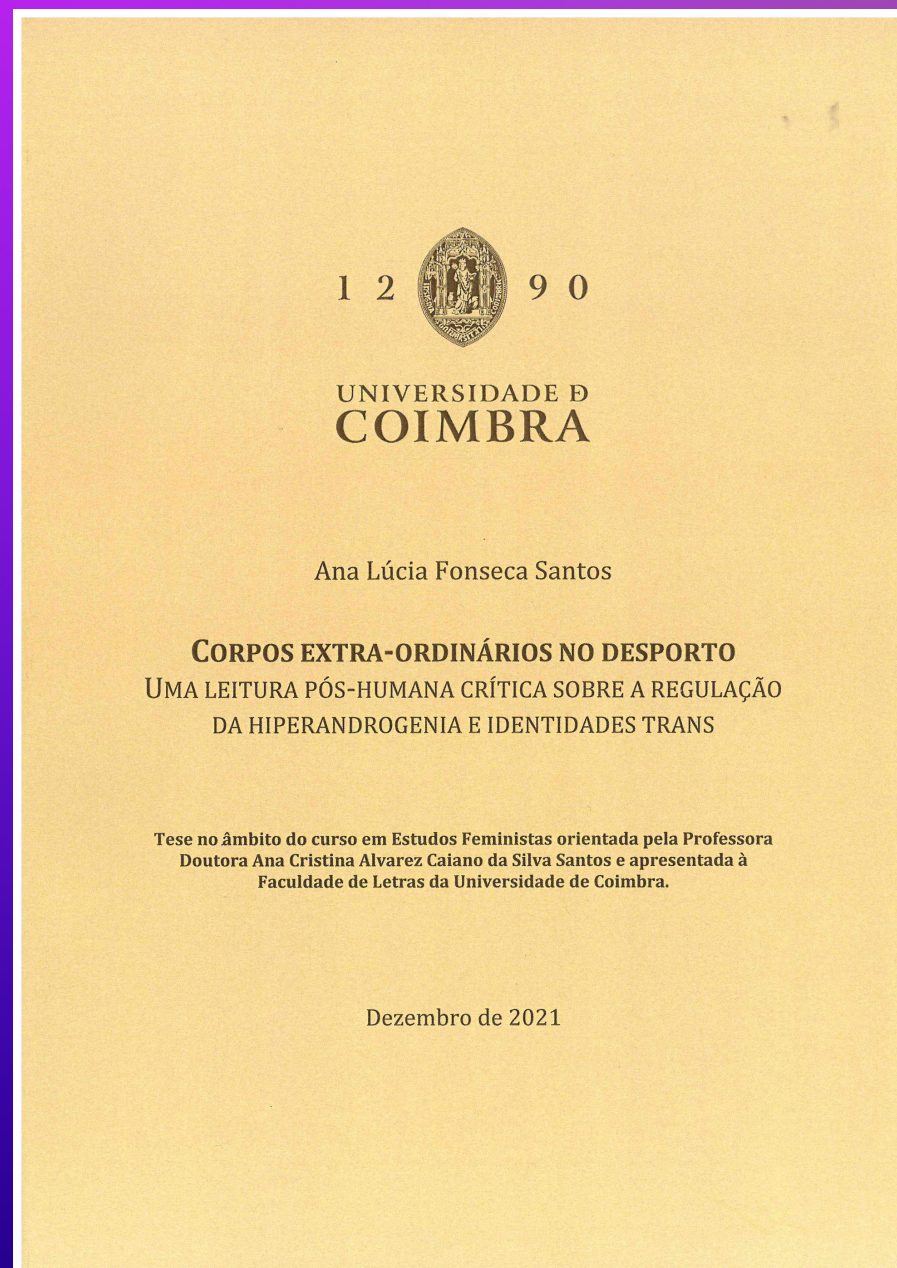 1 2 9 0
UNIVERSIDADE Ð
COIMBRA
Ana Lúcia Fonseca Santos
CORPOS EXTRA-ORDINÁRIOS NO DESPORTO
UMA LEITURA PÓS-HUMANA CRÍTICA SOBRE A REGULAÇÃO
DA HIPERANDROGENIA E IDENTIDADES TRANS
Tese no âmbito do curso em Estudos Feministas orientada pela Professora
Doutora Ana Cristina Alvarez Caiano da Silva Santos e apresentada à
Faculdade de Letras da Universidade de Coimbra.
Dezembro de 2021